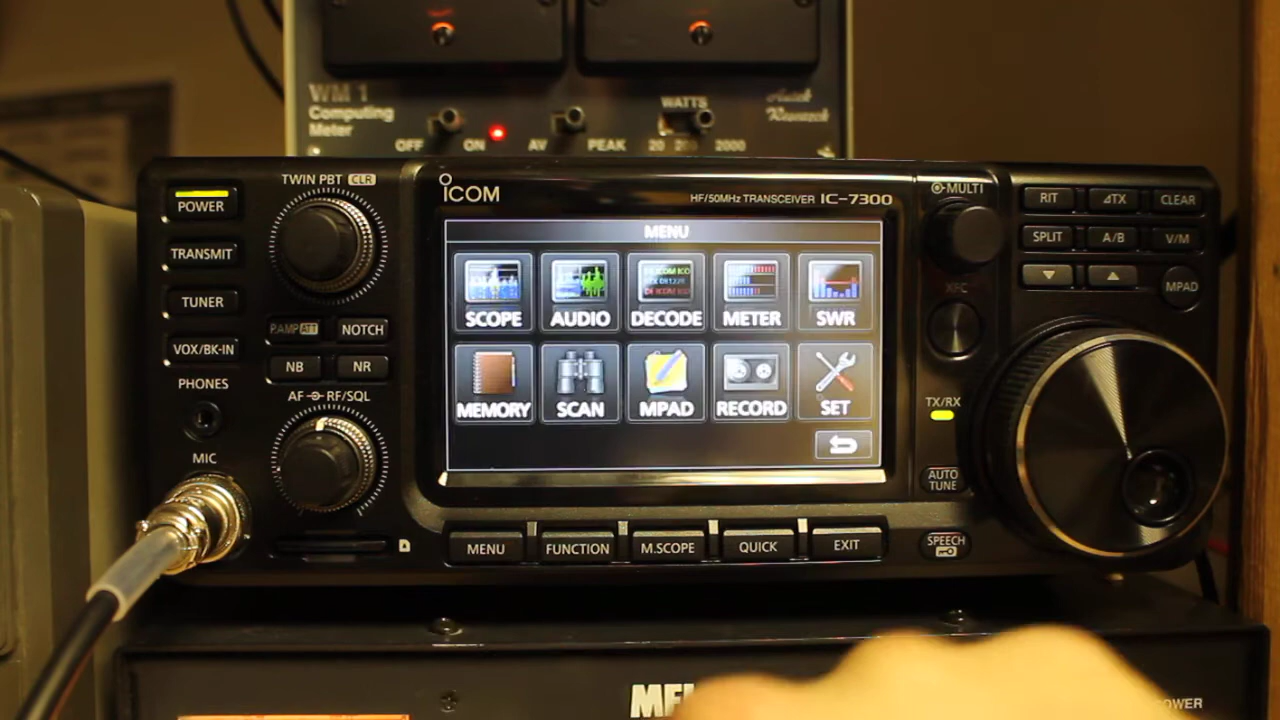 WM 1
Computing
Meter
OFF
ON
AV
PEAK
WATTS
20 200 2000
Autek
Research
POWER
TRANSMIT
TUNER
VOX/BK-IN
PHONES
MIC
TWIN PBT CLR
P.AMP ATT
NOTCH
NB
NR
AF RF/SQL
ICOM
HF/50MHz TRANSCEIVER IC-7300
MENU
SCOPE
AUDIO
DECODE
METER
SWR
MEMORY
SCAN
MPAD
RECORD
SET
MENU
FUNCTION
M.SCOPE
QUICK
EXIT
MULTI
XFC
TX/RX
AUTO
TUNE
SPEECH
RIT
⊿TX
CLEAR
SPLIT
A/B
V/M
▼
▲
MPAD